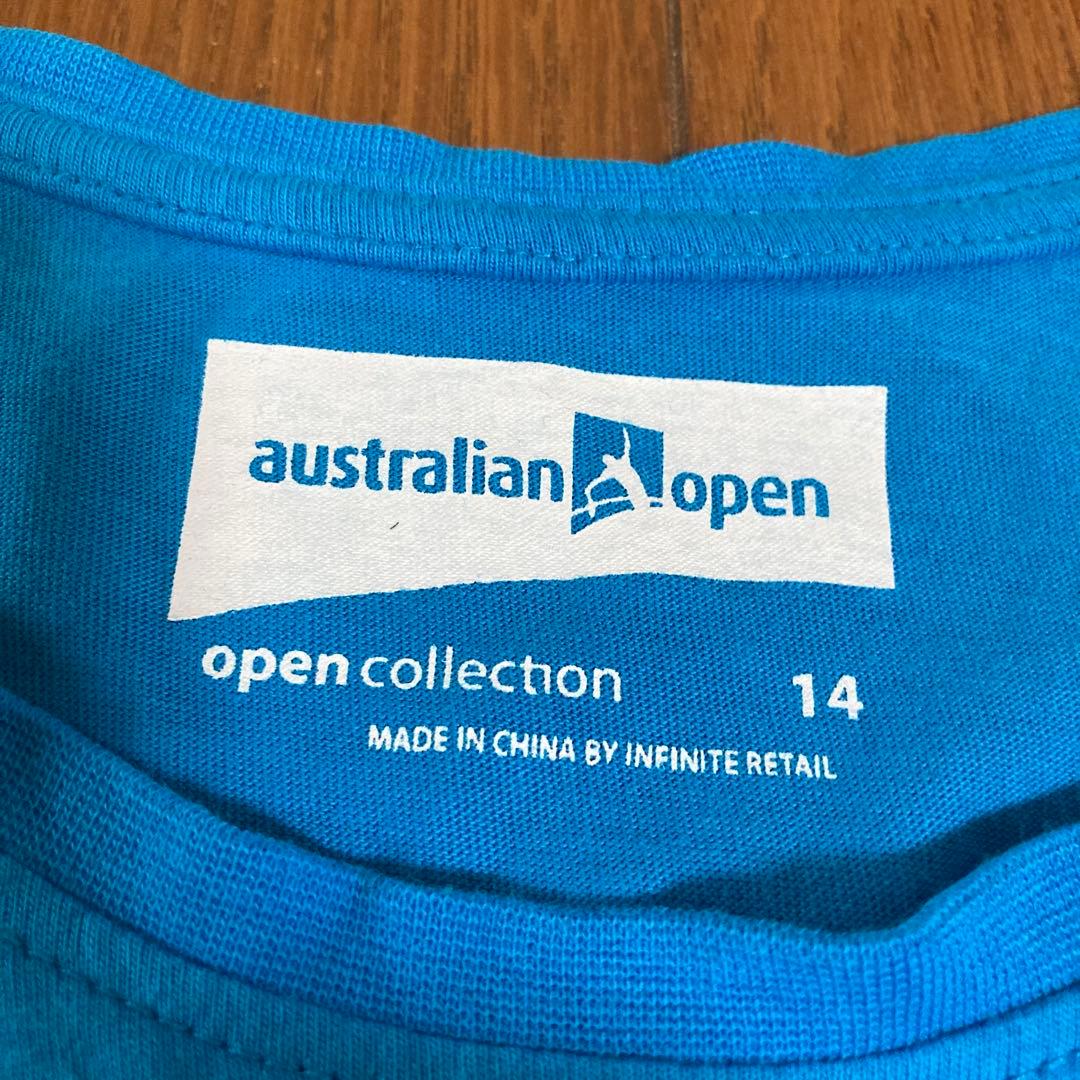 australian open
open collection 14
MADE IN CHINA BY INFINITE RETAIL